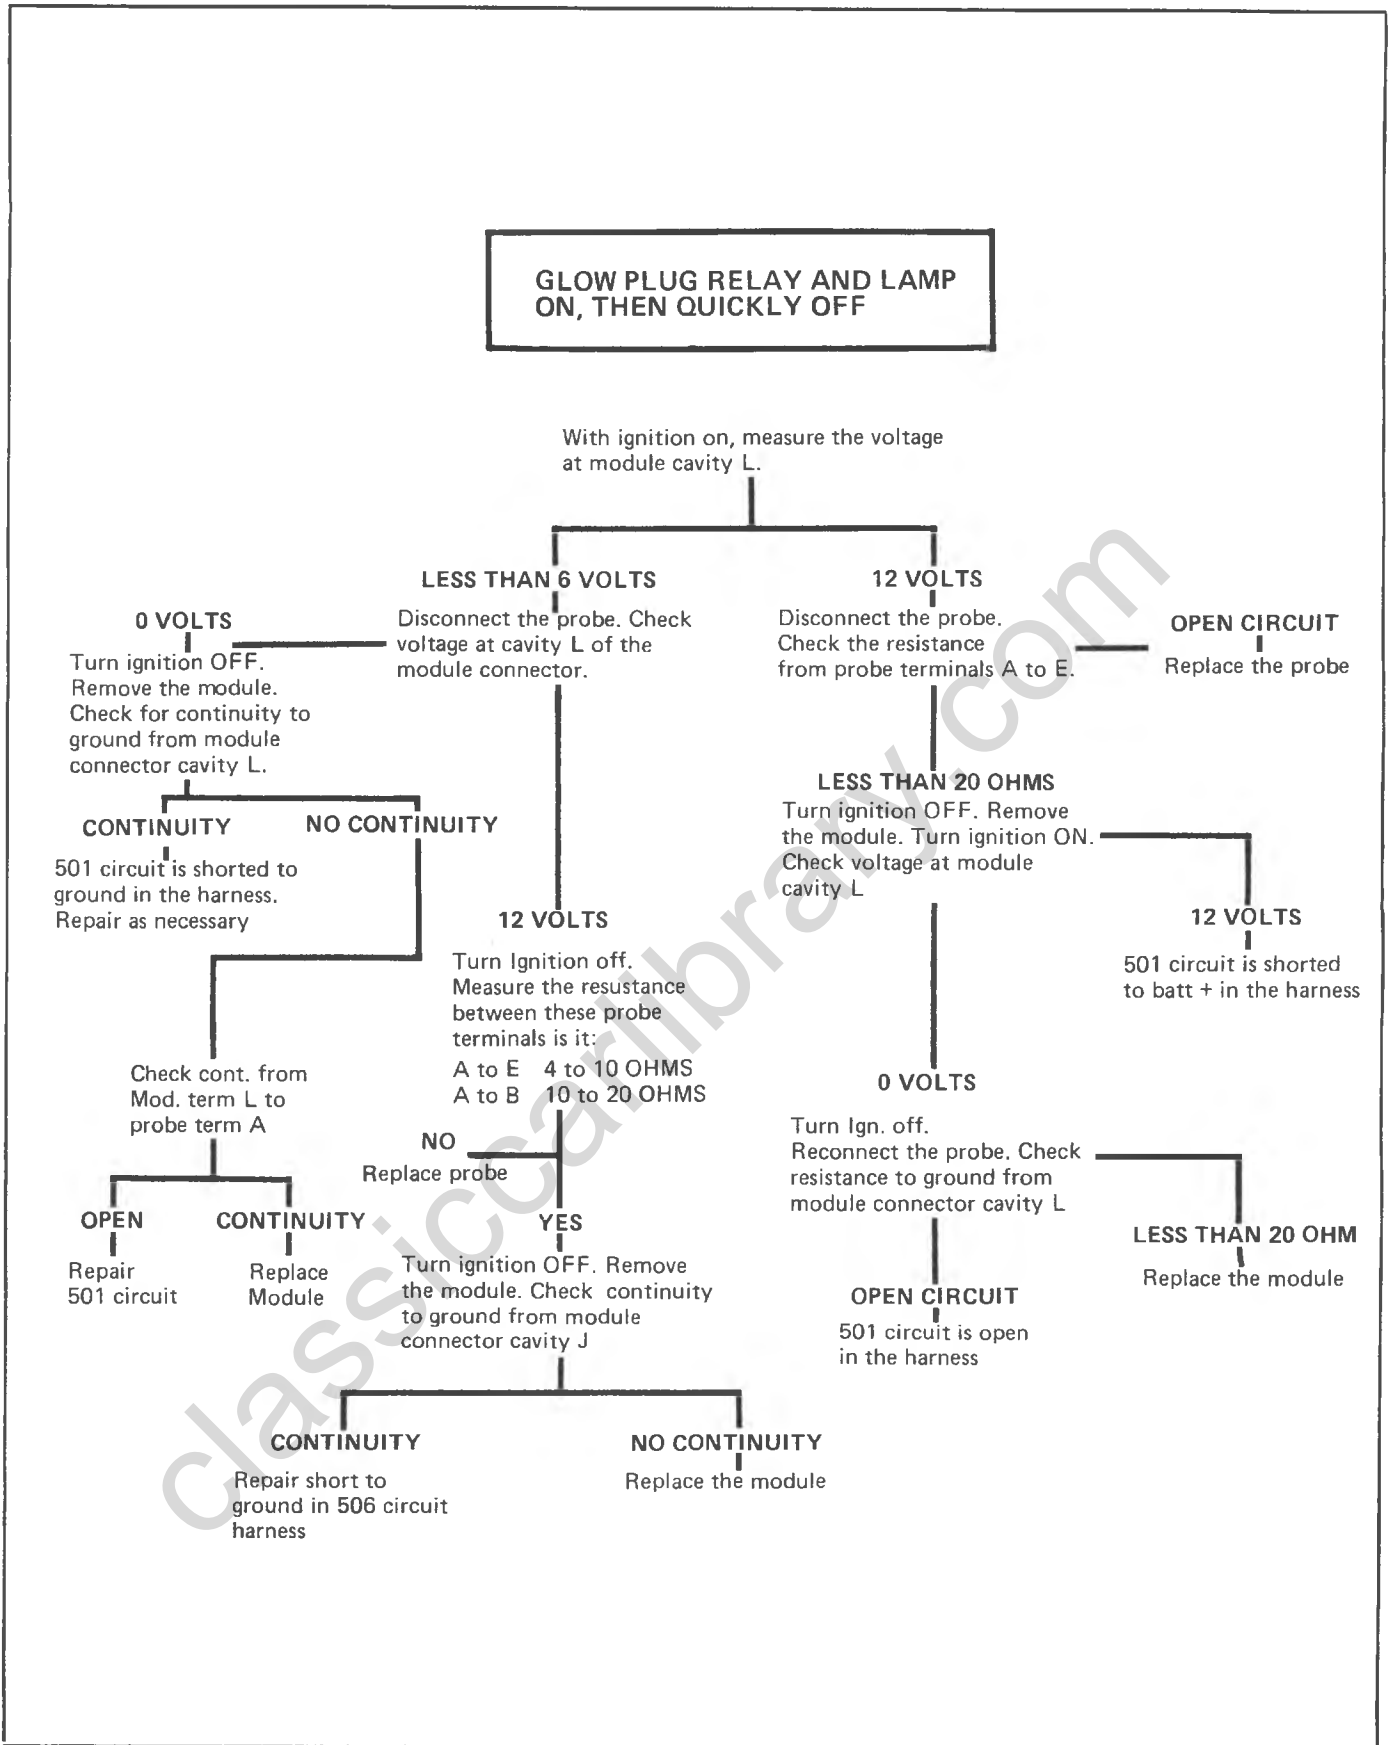 GLOW PLUG RELAY AND LAMP
ON, THEN QUICKLY OFF
With ignition on, measure the voltage
at module cavity L.
LESS THAN 6 VOLTS
Disconnect the probe. Check
voltage at cavity L of the
module connector.
0 VOLTS
Turn ignition OFF.
Remove the module.
Check for continuity to
ground from module
connector cavity L.
CONTINUITY
501 circuit is shorted to
ground in the harness.
Repair as necessary
NO CONTINUITY
Check cont. from
Mod. term L to
probe term A
OPEN
Repair
501 circuit
CONTINUITY
Replace
Module
12 VOLTS
Turn Ignition off.
Measure the resustance
between these probe
terminals is it:
A to E 4 to 10 OHMS
A to B 10 to 20 OHMS
NO
Replace probe
YES
Turn ignition OFF. Remove
the module. Check continuity
to ground from module
connector cavity J
CONTINUITY
Repair short to
ground in 506 circuit
harness
NO CONTINUITY
Replace the module
12 VOLTS
Disconnect the probe.
Check the resistance
from probe terminals A to E.
OPEN CIRCUIT
Replace the probe
LESS THAN 20 OHMS
Turn ignition OFF. Remove
the module. Turn ignition ON.
Check voltage at module
cavity L
12 VOLTS
501 circuit is shorted
to batt + in the harness
0 VOLTS
Turn Ign. off.
Reconnect the probe. Check
resistance to ground from
module connector cavity L
LESS THAN 20 OHM
Replace the module
OPEN CIRCUIT
501 circuit is open
in the harness
classiccarlibrary.com